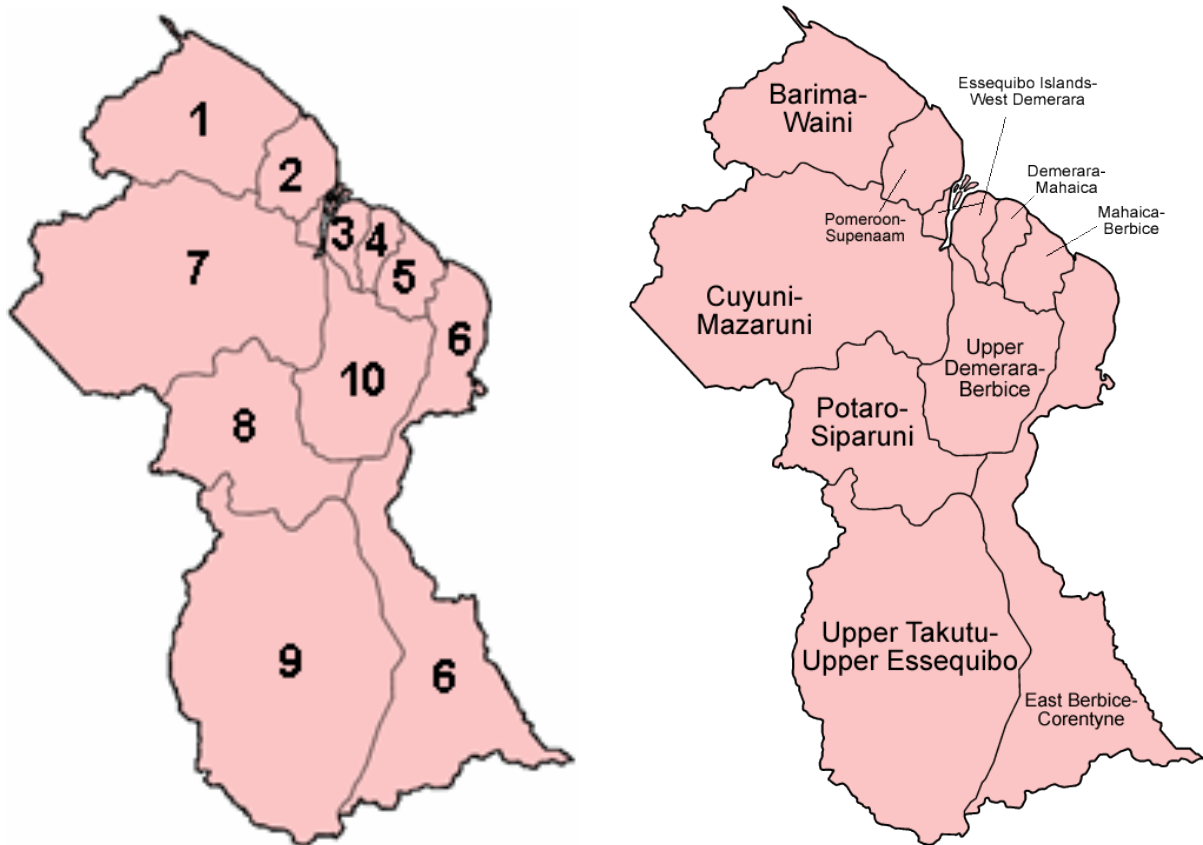 1
2
3
4
5
7
6
10
8
9
6
Barima-
Waini
Essequibo Islands-
West Demerara
Demerara-
Mahaica
Mahaica-
Berbice
Pomeroon-
Supenaam
Cuyuni-
Mazaruni
Upper
Demerara-
Berbice
Potaro-
Siparuni
Upper Takutu-
Upper Essequibo
East Berbice-
Corentyne